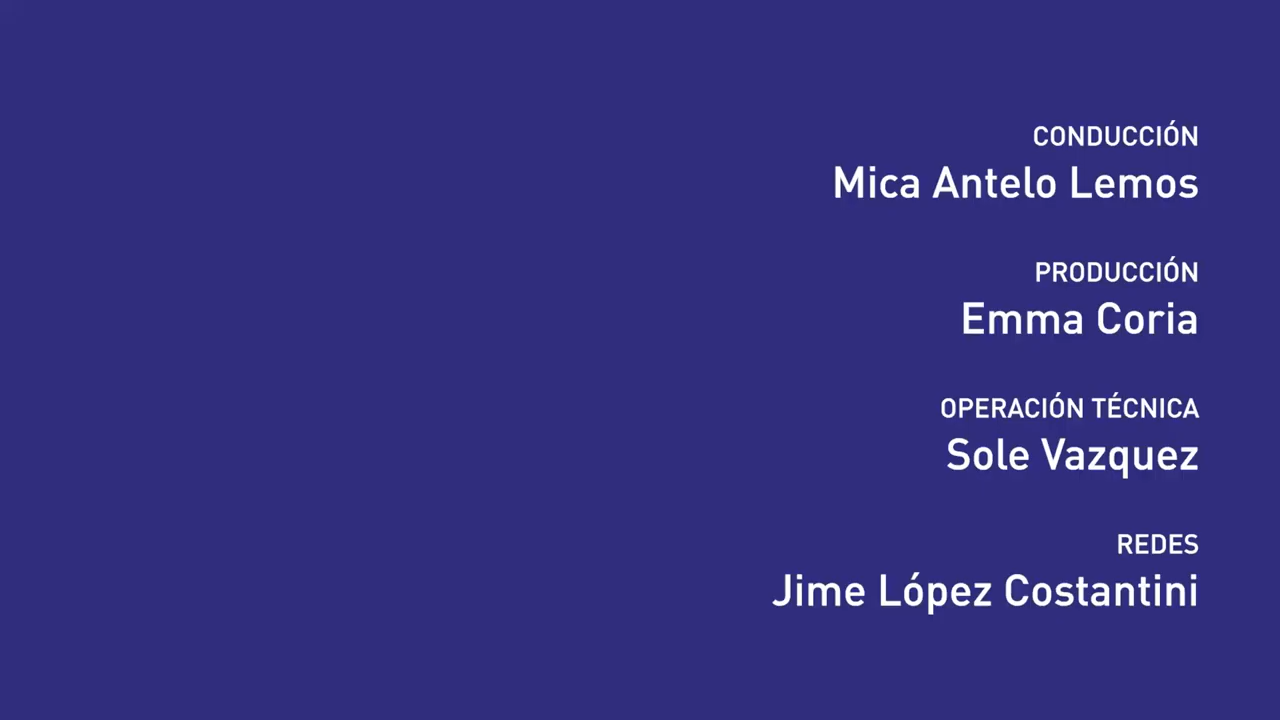 CONDUCCIÓN
Mica Antelo Lemos
PRODUCCIÓN
Emma Coria
OPERACIÓN TÉCNICA
Sole Vazquez
REDES
Jime López Costantini